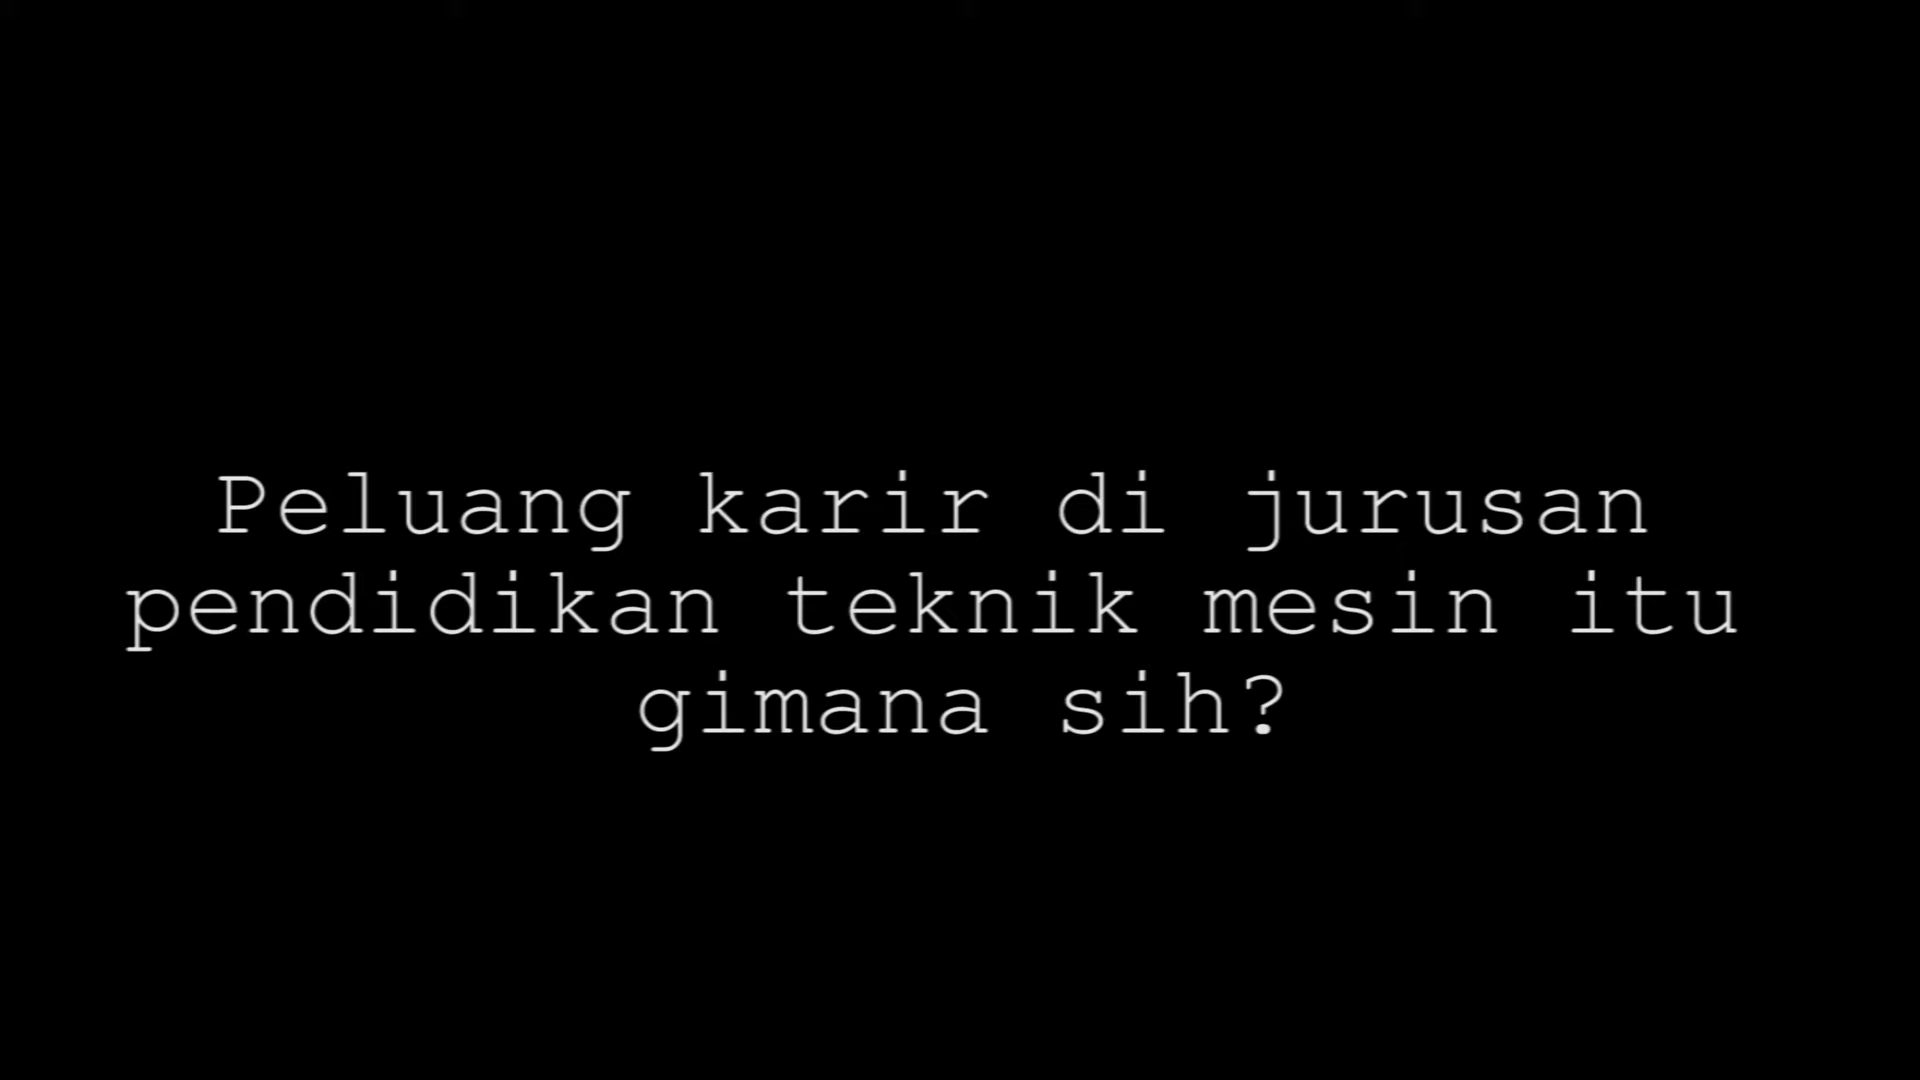 Peluang karir di jurusan
pendidikan teknik mesin itu
gimana sih?